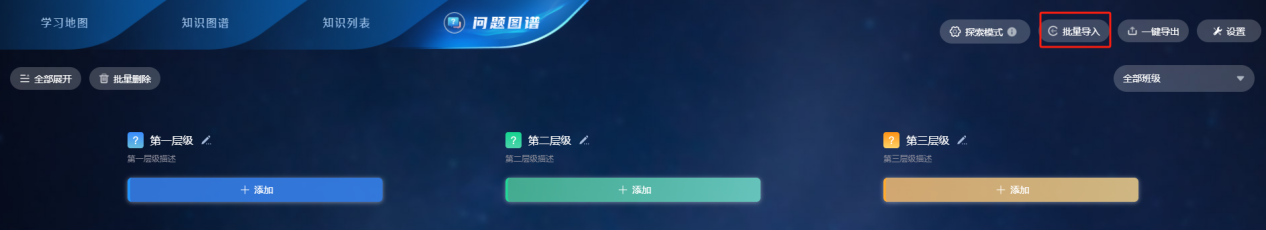 学习地图
知识图谱
知识列表
问题图谱
探索模式
批量导入
一键导出
设置
全部展开
批量删除
全部班级
第一层级
第二层级
第三层级
第一层级描述
第二层级描述
第三层级描述
+ 添加
+ 添加
+ 添加